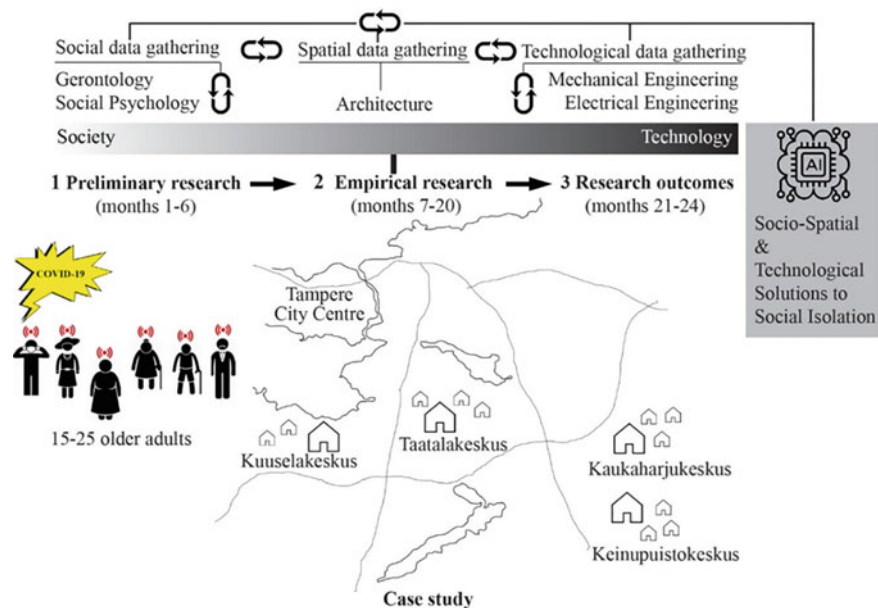 Social data gathering
Spatial data gathering
Technological data gathering
Gerontology
Social Psychology
Architecture
Mechanical Engineering
Electrical Engineering
Society
Technology
1 Preliminary research
(months 1-6)
2 Empirical research
(months 7-20)
3 Research outcomes
(months 21-24)
AI
Socio-Spatial
&
Technological
Solutions to
Social Isolation
COVID-19
15-25 older adults
Tampere
City Centre
Kuuselakeskus
Taatalakeskus
Kaukaharjukeskus
Keinupuistokeskus
Case study